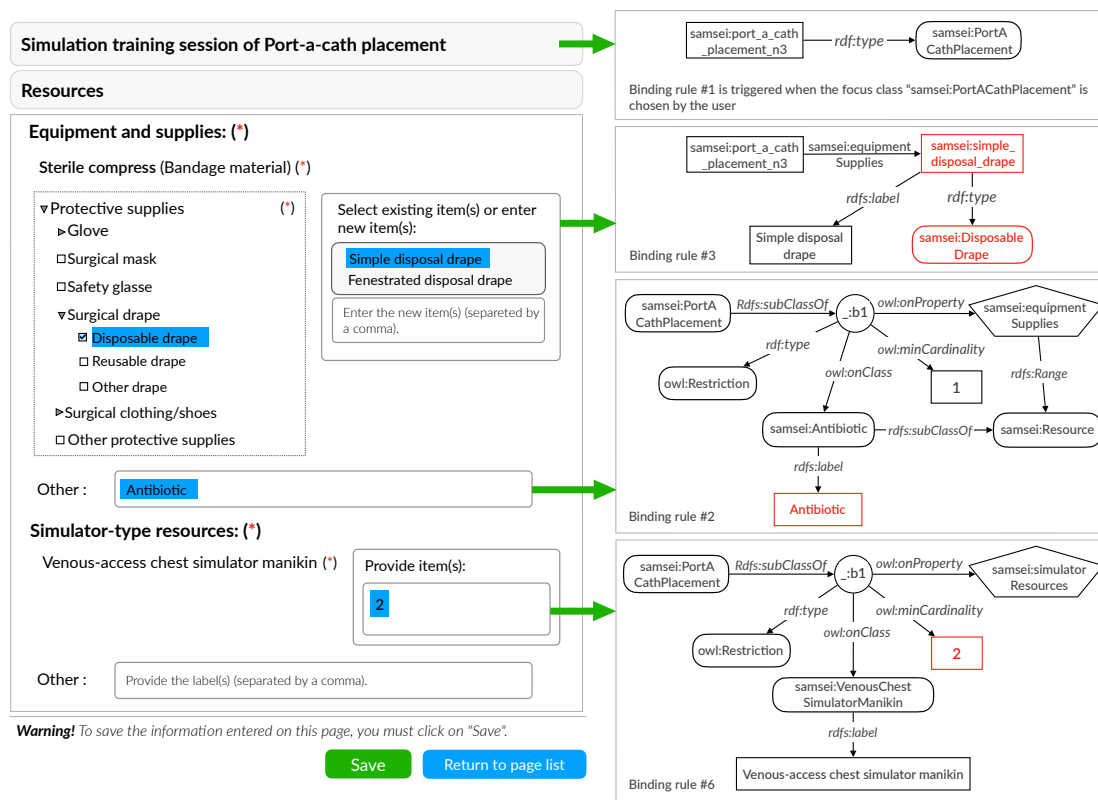 Simulation training session of Port-a-cath placement
Resources
Equipment and supplies: (*)
Sterile compress (Bandage material) (*)
Protective supplies (*)
Glove
Surgical mask
Safety glasse
Surgical drape
Disposable drape
Reusable drape
Other drape
Surgical clothing/shoes
Other protective supplies
Select existing item(s) or enter
new item(s):
Simple disposal drape
Fenestrated disposal drape
Enter the new item(s) (separeted by
a comma).
Other :
Antibiotic
Simulator-type resources: (*)
Venous-access chest simulator manikin (*)
Provide item(s):
2
Other :
Provide the label(s) (separated by a comma).
Warning! To save the information entered on this page, you must click on “Save”.
Save
Return to page list
samsei:port_a_cath
_placement_n3
rdf:type
samsei:PortA
CathPlacement
Binding rule #1 is triggered when the focus class “samsei:PortACathPlacement” is
chosen by the user
samsei:port_a_cath
_placement_n3
samsei:equipment
Supplies
samsei:simple_
disposal_drape
rdfs:label
rdf:type
Simple disposal
drape
samsei:Disposable
Drape
Binding rule #3
samsei:PortA
CathPlacement
Rdfs:subClassOf
_:b1
owl:onProperty
samsei:equipment
Supplies
rdf:type
owl:minCardinality
owl:onClass
rdfs:Range
owl:Restriction
1
samsei:Antibiotic
rdfs:subClassOf
samsei:Resource
rdfs:label
Antibiotic
Binding rule #2
samsei:PortA
CathPlacement
Rdfs:subClassOf
_:b1
owl:onProperty
samsei:simulator
Resources
rdf:type
owl:minCardinality
owl:onClass
owl:Restriction
2
samsei:VenousChest
SimulatorManikin
rdfs:label
Venous-access chest simulator manikin
Binding rule #6